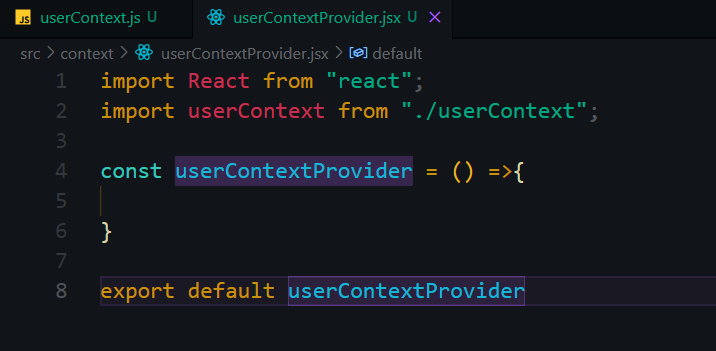 JS userContext.js U userContextProvider.jsx U
src > context > userContextProvider.jsx > default
1 import React from "react";
2 import userContext from "./userContext";
3
4 const userContextProvider = () =>{
5
6 }
7
8 export default userContextProvider